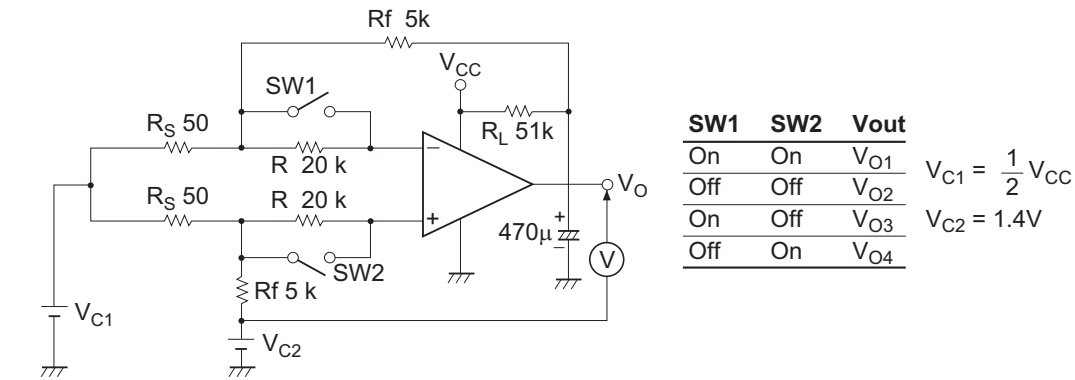 Rf 5k
VCC
SW1
RS 50
RL 51k
R 20 k
−
RS 50
R 20 k
+
VO
SW2
470μ
+
−
V
Rf 5 k
VC1
VC2
SW1 SW2 Vout
On On VO1
Off Off VO2
On Off VO3
Off On VO4
VC1 = 1/2 VCC
VC2 = 1.4V